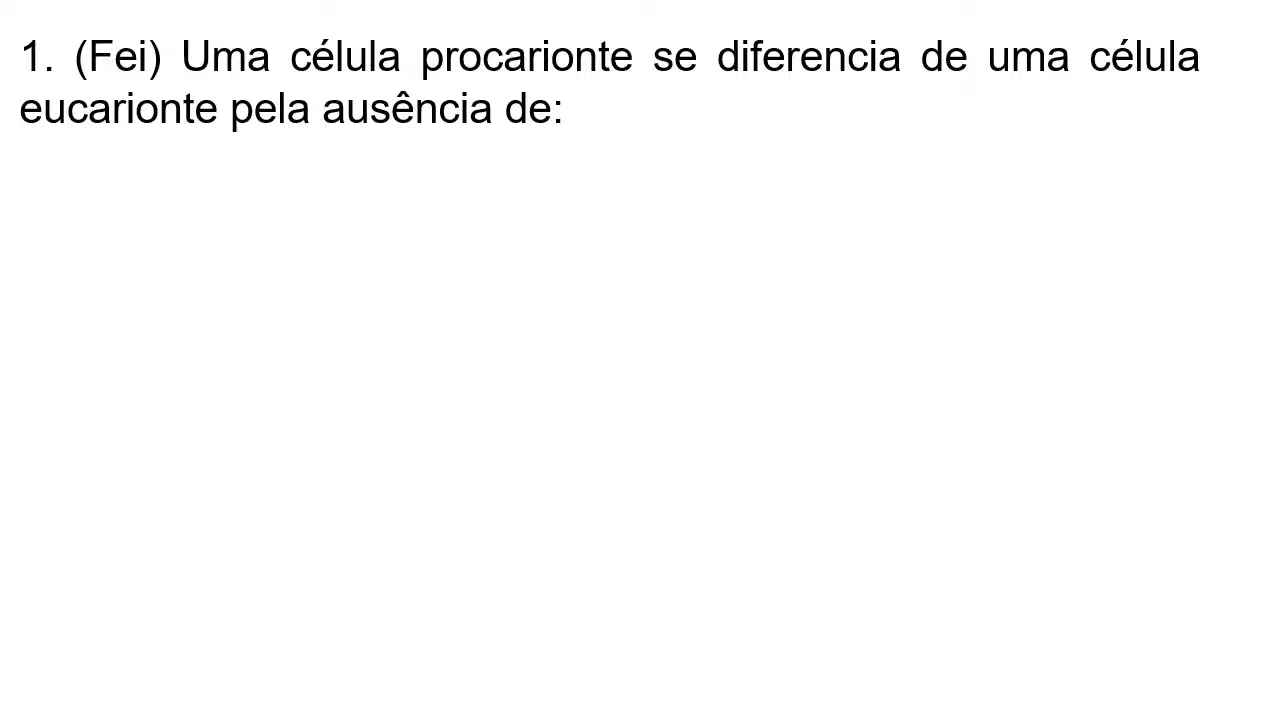 1. (Fei) Uma célula procarionte se diferencia de uma célula
eucarionte pela ausência de: